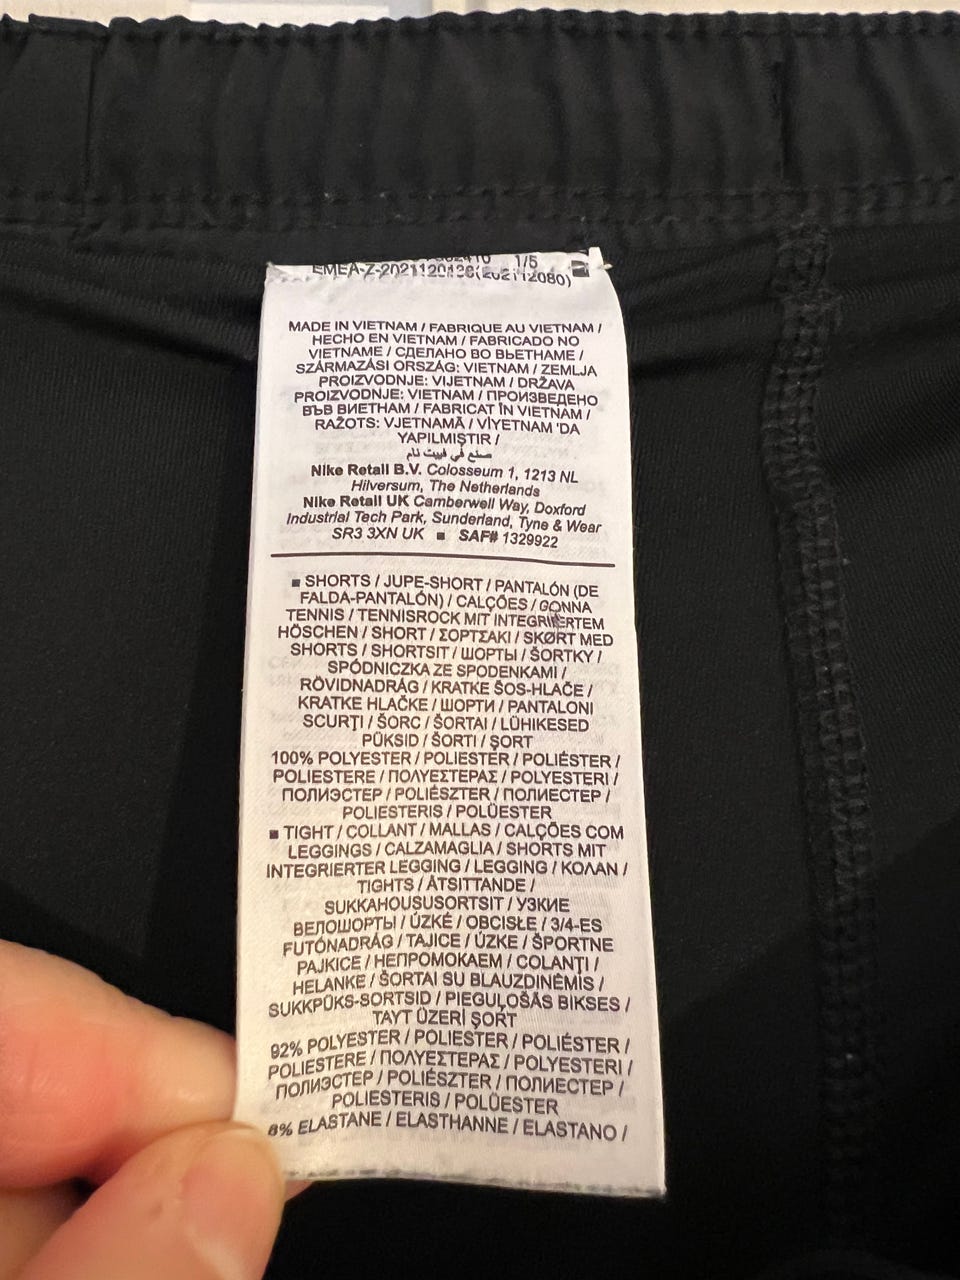 1/5
EMEA-Z-2021120136(202112080)
MADE IN VIETNAM / FABRIQUE AU VIETNAM /
HECHO EN VIETNAM / FABRICADO NO
VIETNAME / СДЕЛАНО ВО ВЬЕТНАМЕ /
SZÁRMAZÁSI ORSZÁG: VIETNAM / ZEMLJA
PROIZVODNJE: VIJETNAM / DRŽAVA
PROIZVODNJE: VIETNAM / ПРОИЗВЕДЕНО
ВЪВ ВИЕТНАМ / FABRICAT ÎN VIETNAM /
RAŽOTS: VJETNAMĀ / VİYETNAM 'DA
YAPILMIŞTIR /
صنع في فييت نام
Nike Retail B.V. Colosseum 1, 1213 NL
Hilversum, The Netherlands
Nike Retail UK Camberwell Way, Doxford
Industrial Tech Park, Sunderland, Tyne & Wear
SR3 3XN UK ■ SAF# 1329922
■ SHORTS / JUPE-SHORT / PANTALÓN (DE
FALDA-PANTALÓN) / CALÇÕES / GONNA
TENNIS / TENNISROCK MIT INTEGRIERTEM
HÖSCHEN / SHORT / ΣΟΡΤΣΑΚΙ / SKØRT MED
SHORTS / SHORTSIT / ШОРТЫ / ŠORTKY /
SPÓDNICZKA ZE SPODENKAMI /
RÖVIDNADRÁG / KRATKE ŠOS-HLAČE /
KRATKE HLAČKE / ШОРТИ / PANTALONI
SCURȚI / ŠORC / ŠORTAI / LÜHIKESED
PÜKSID / ŠORTI / ŞORT
100% POLYESTER / POLIESTER / POLIÉSTER /
POLIESTERE / ΠΟΛΥΕΣΤΕΡΑΣ / POLYESTERI /
ПОЛИЭСТЕР / POLIÉSZTER / ПОЛИЕСТЕР /
POLIESTERIS / POLÜESTER
■ TIGHT / COLLANT / MALLAS / CALÇÕES COM
LEGGINGS / CALZAMAGLIA / SHORTS MIT
INTEGRIERTER LEGGING / LEGGING / ΚΟΛΑΝ /
TIGHTS / ÅTSITTANDE /
SUKKAHOUSUSORTSIT / УЗКИЕ
ВЕЛОШОРТЫ / ÚZKÉ / OBCISŁE / 3/4-ES
FUTÓNADRÁG / TAJICE / ÚZKE / ŠPORTNE
PAJKICE / НЕПРОМОКАЕМ / COLANȚI /
HELANKE / ŠORTAI SU BLAUZDINĖMIS /
SUKKPÜKS-SORTSID / PIEGUĻOŠĀS BIKSES /
TAYT ÜZERİ ŞORT
92% POLYESTER / POLIESTER / POLIÉSTER /
POLIESTERE / ΠΟΛΥΕΣΤΕΡΑΣ / POLYESTERI /
ПОЛИЭСТЕР / POLIÉSZTER / ПОЛИЕСТЕР /
POLIESTERIS / POLÜESTER
8% ELASTANE / ELASTHANNE / ELASTANO /